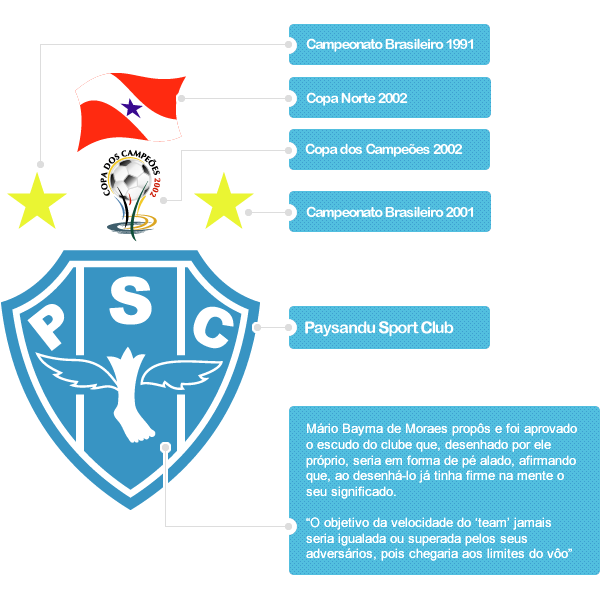 Campeonato Brasileiro 1991
Copa Norte 2002
COPA DOS CAMPEÕES 2002
Copa dos Campeões 2002
Campeonato Brasileiro 2001
PSC
Paysandu Sport Club
Mário Bayma de Moraes propôs e foi aprovado
o escudo do clube que, desenhado por ele
próprio, seria em forma de pé alado, afirmando
que, ao desenhá-lo já tinha firme na mente o
seu significado.
“O objetivo da velocidade do ‘team’ jamais
seria igualada ou superada pelos seus
adversários, pois chegaria aos limites do vôo”